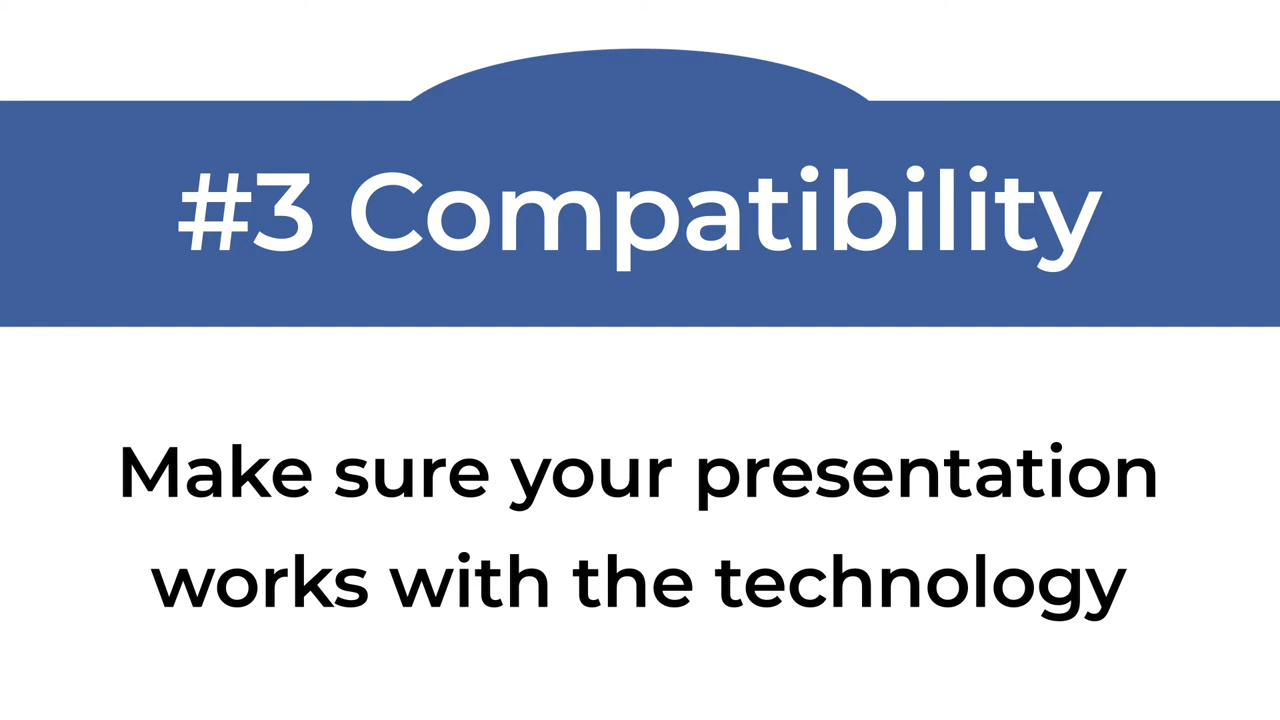 #3 Compatibility
Make sure your presentation
works with the technology